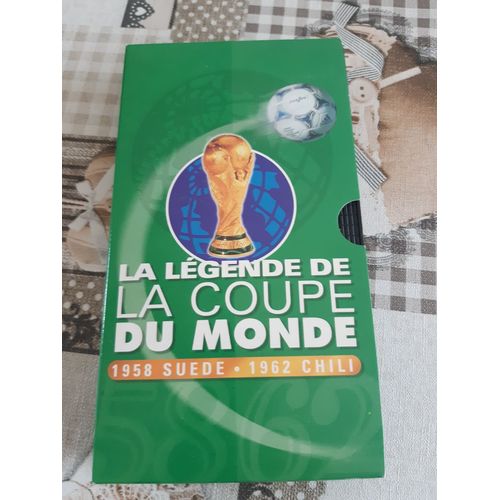 LA LÉGENDE DE
LA COUPE
DU MONDE
1958 SUEDE • 1962 CHILI